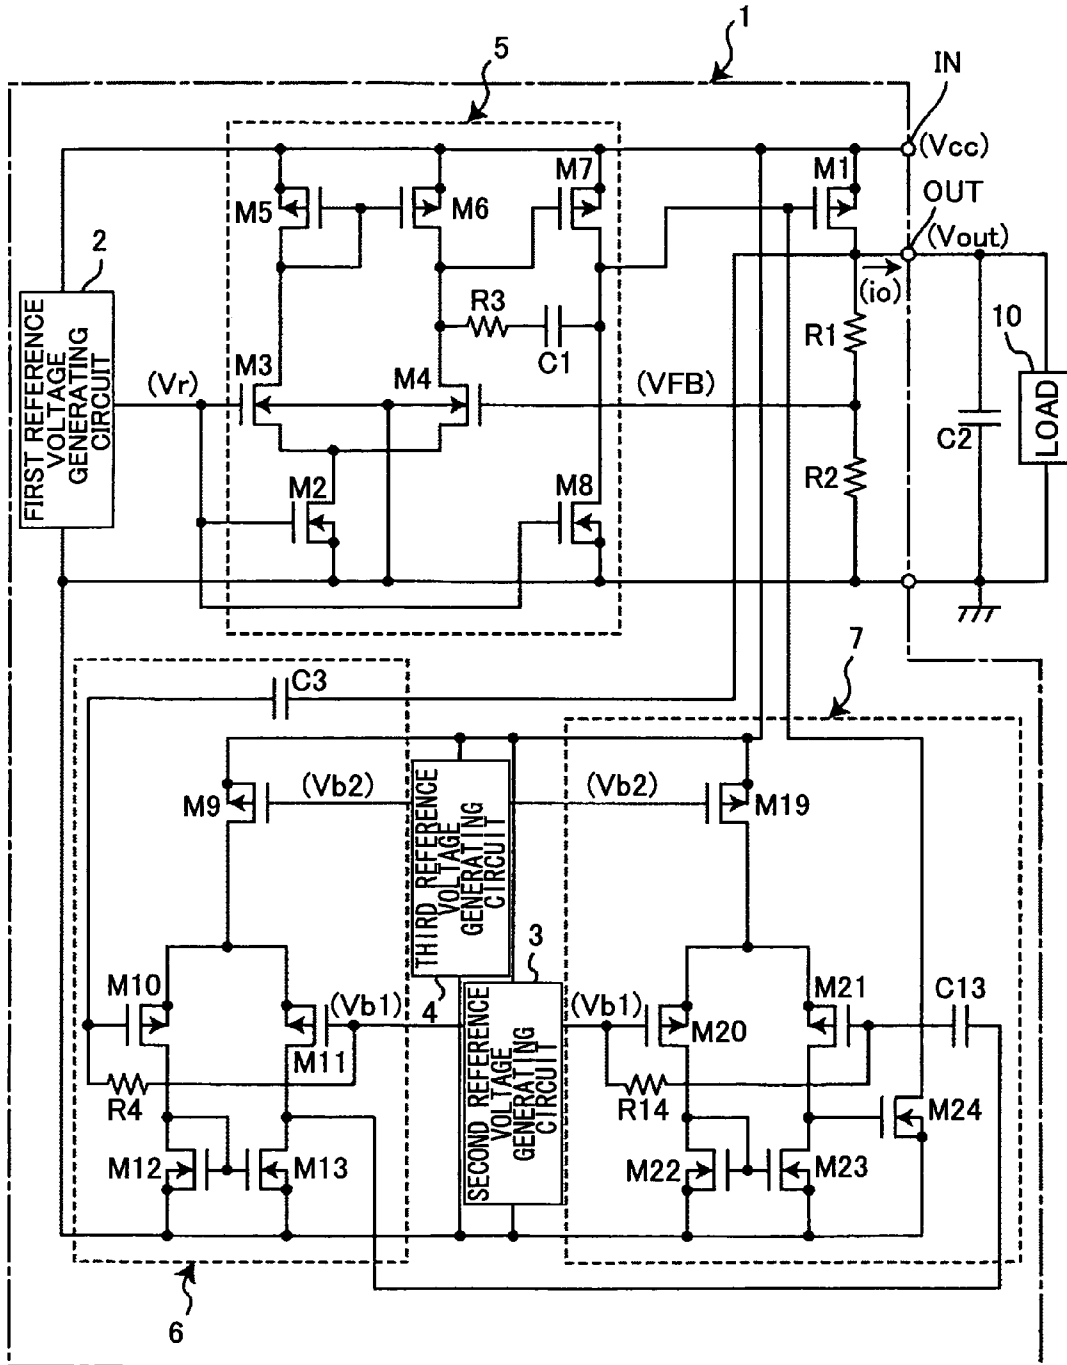 1
5
IN
(Vcc)
M7
M1
OUT
M5
M6
(Vout)
2
(io)
R3
10
FIRST REFERENCE
VOLTAGE
GENERATING
CIRCUIT
R1
C1
M3
(Vr)
M4
(VFB)
LOAD
C2
R2
M2
M8
7
C3
(Vb2)
(Vb2)
M9
M19
THIRD REFERENCE
VOLTAGE
GENERATING
CIRCUIT
3
M10
(Vb1)
4
(Vb1)
M21
C13
M11
M20
SECOND REFERENCE
VOLTAGE
GENERATING
CIRCUIT
R4
R14
M24
M12
M13
M22
M23
6